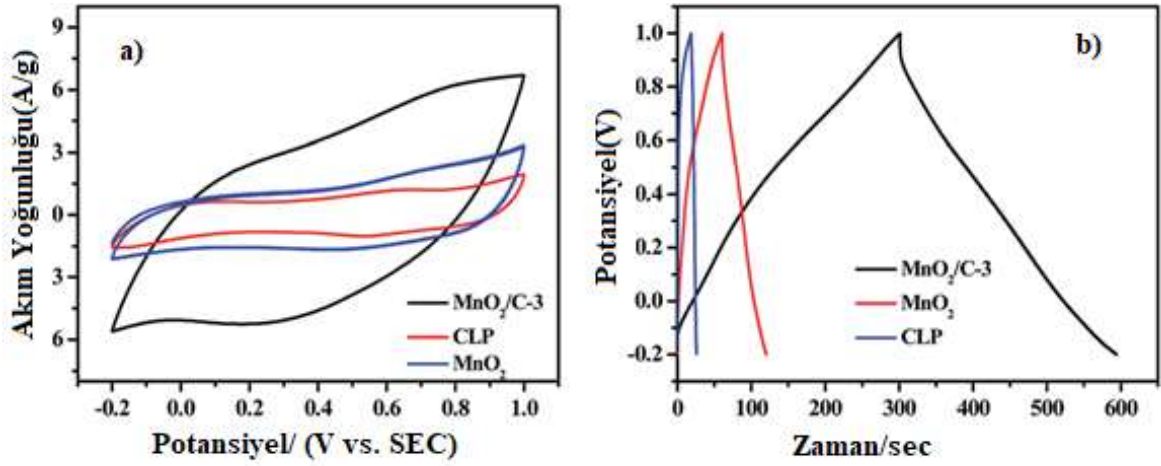 a)
Akım Yoğunluğu(A/g)
9
6
3
0
3
6
MnO2/C-3
CLP
MnO2
-0.2 0.0 0.2 0.4 0.6 0.8 1.0
Potansiyel/ (V vs. SEC)
b)
Potansiyel(V)
1.0
0.8
0.6
0.4
0.2
0.0
-0.2
MnO2/C-3
MnO2
CLP
0 100 200 300 400 500 600
Zaman/sec